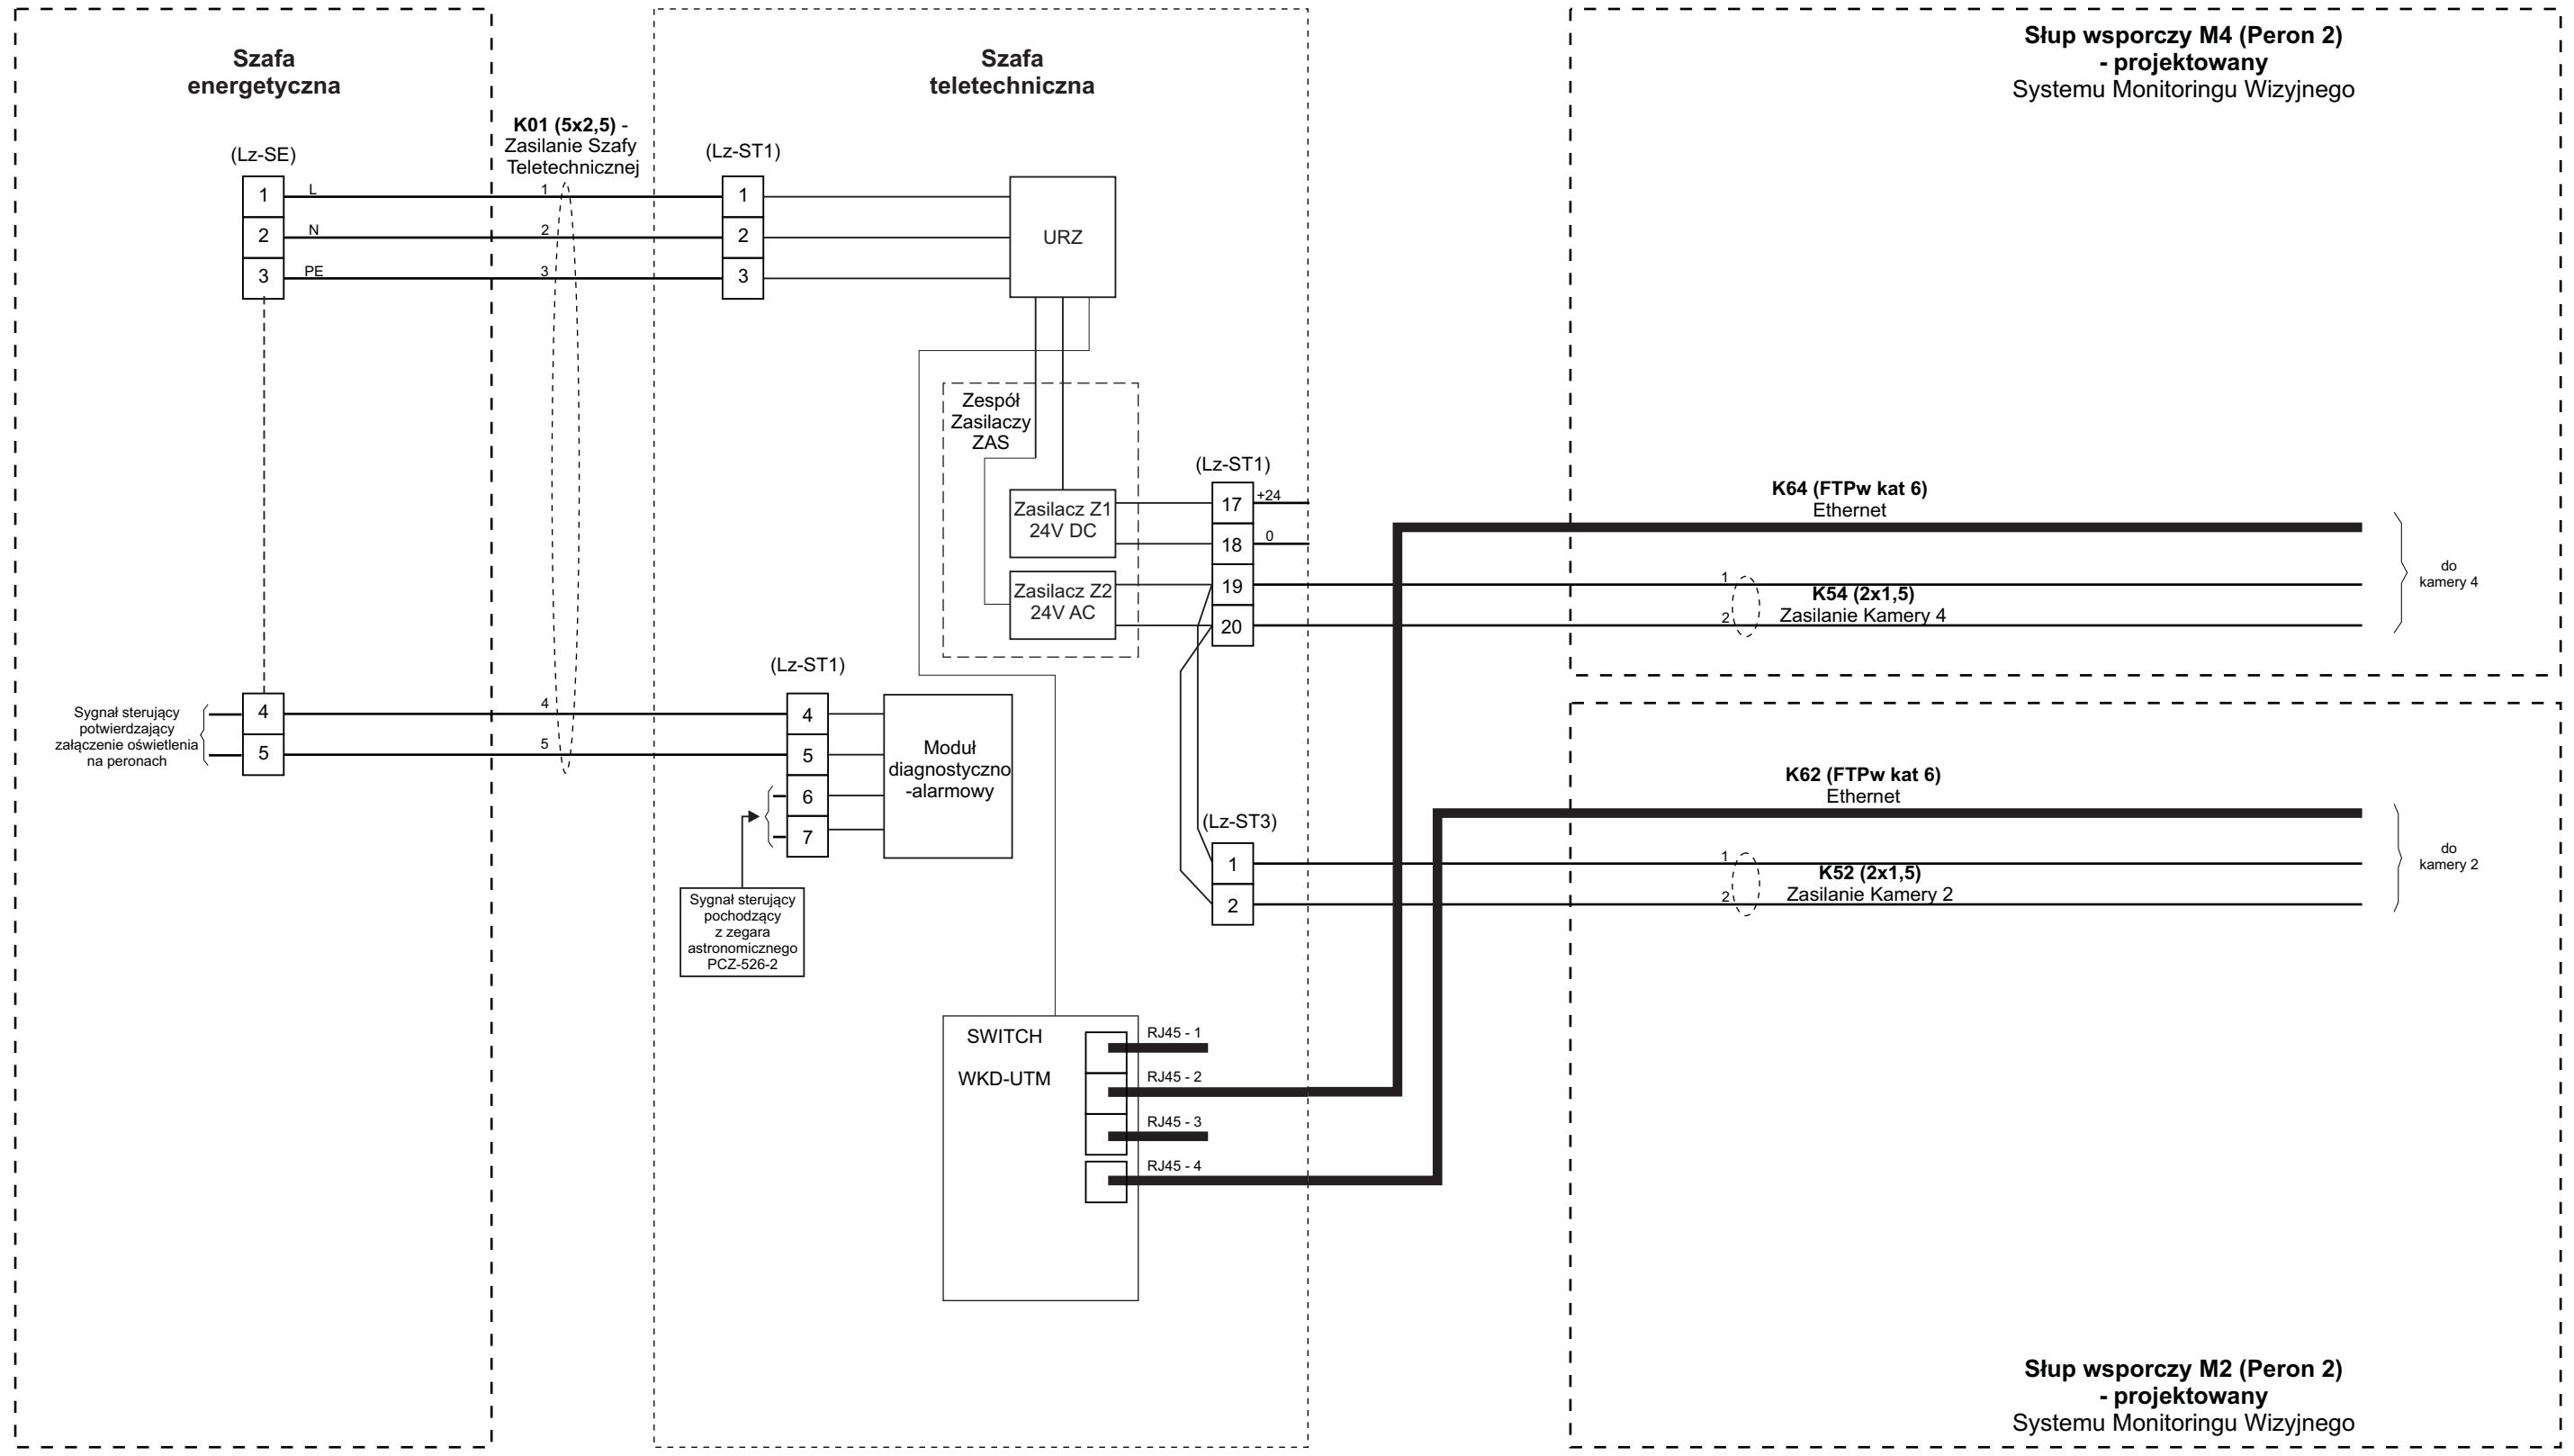 Szafa
energetyczna
(Lz-SE)
1
2
3
L
N
PE
4
5
Sygnał sterujący
potwierdzający
załączenie oświetlenia
na peronach
K01 (5x2,5) -
Zasilanie Szafy
Teletechnicznej
1
2
3
4
5
Szafa
teletechniczna
(Lz-ST1)
1
2
3
URZ
Zespół
Zasilaczy
ZAS
Zasilacz Z1
24V DC
Zasilacz Z2
24V AC
(Lz-ST1)
17
18
19
20
+24
0
(Lz-ST1)
4
5
6
7
Moduł
diagnostyczno
-alarmowy
Sygnał sterujący
pochodzący
z zegara
astronomicznego
PCZ-526-2
(Lz-ST3)
1
2
SWITCH
WKD-UTM
RJ45 - 1
RJ45 - 2
RJ45 - 3
RJ45 - 4
Słup wsporczy M4 (Peron 2)
- projektowany
Systemu Monitoringu Wizyjnego
K64 (FTPw kat 6)
Ethernet
1
K54 (2x1,5)
2
Zasilanie Kamery 4
do
kamery 4
K62 (FTPw kat 6)
Ethernet
1
K52 (2x1,5)
2
Zasilanie Kamery 2
do
kamery 2
Słup wsporczy M2 (Peron 2)
- projektowany
Systemu Monitoringu Wizyjnego